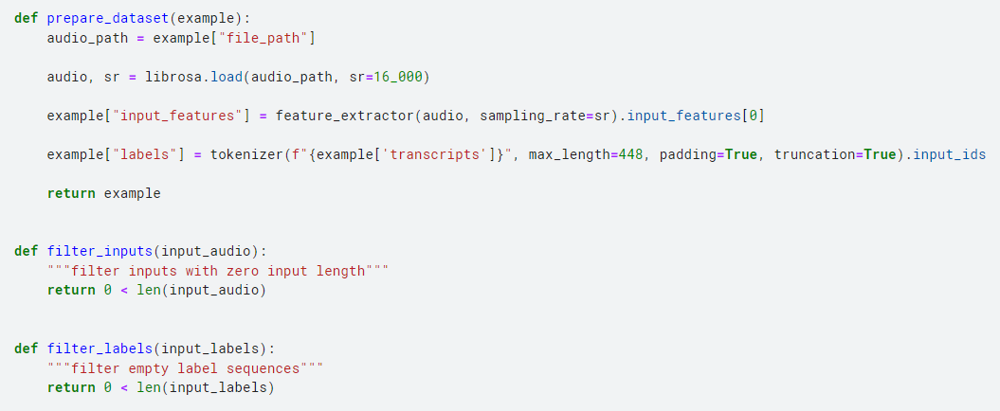 def prepare_dataset(example):
    audio_path = example["file_path"]
    audio, sr = librosa.load(audio_path, sr=16_000)
    example["input_features"] = feature_extractor(audio, sampling_rate=sr).input_features[0]
    example["labels"] = tokenizer(f"{example['transcripts']}", max_length=448, padding=True, truncation=True).input_ids
    return example
def filter_inputs(input_audio):
    """filter inputs with zero input length"""
    return 0 < len(input_audio)
def filter_labels(input_labels):
    """filter empty label sequences"""
    return 0 < len(input_labels)